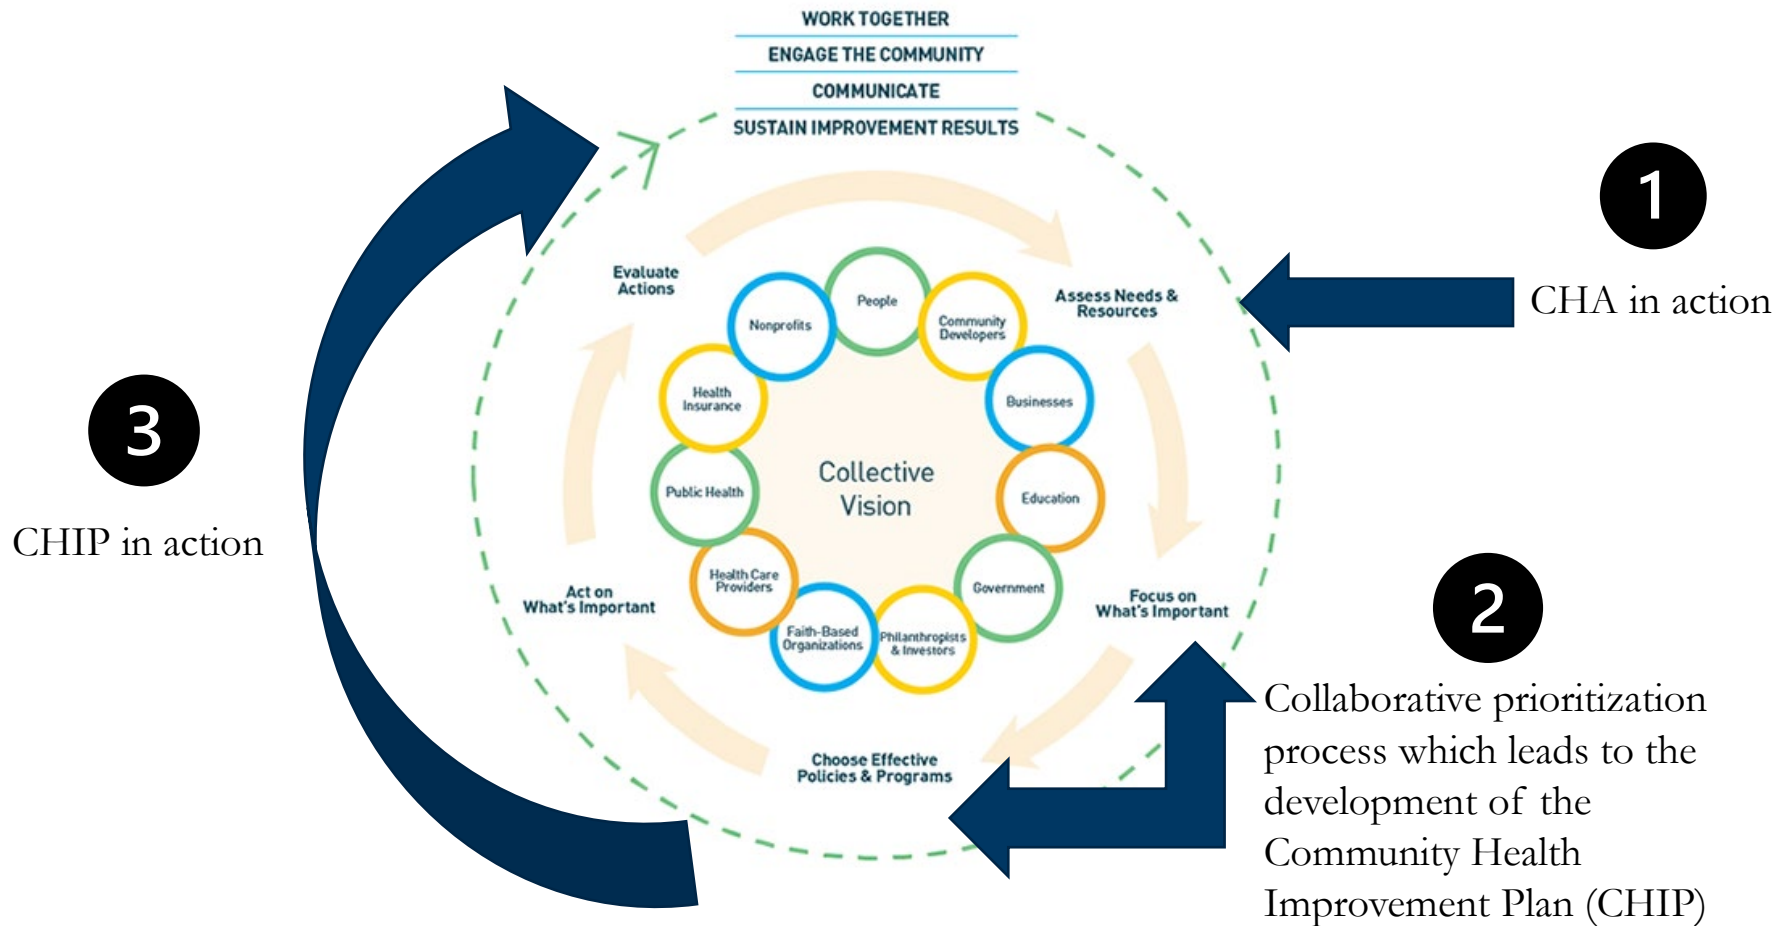 WORK TOGETHER
ENGAGE THE COMMUNITY
COMMUNICATE
SUSTAIN IMPROVEMENT RESULTS
1
CHA in action
Evaluate
Actions
Assess Needs &
Resources
People
Nonprofits
Community
Developers
Health
Insurance
Businesses
3
CHIP in action
Collective
Vision
Public Health
Education
Health Care
Providers
Government
Act on
What's Important
Focus on
What's Important
Faith-Based
Organizations
Philanthropists
& Investors
2
Collaborative prioritization
process which leads to the
development of the
Community Health
Improvement Plan (CHIP)
Choose Effective
Policies & Programs